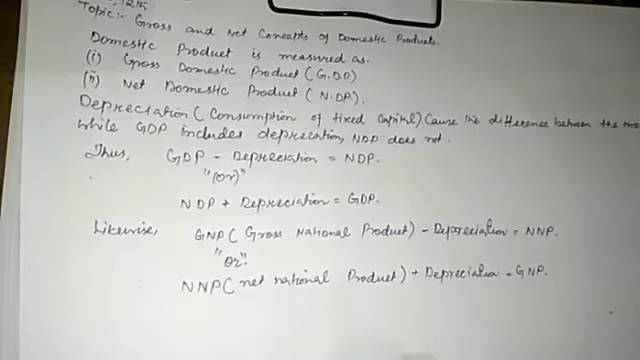 Topic:- Gross and Net Concepts of Domestic Products.
Domestic Product is measured as.
(i) Gross Domestic Product (G.DP)
(ii) Net Domestic Product (N.DP).
Depreciation (Consumption of fixed Capital) Cause the difference between the
While GDP Includes depreciation, NDP does not.
Thus, GDP - Depreciation = NDP.
"(or)"
NDP + Depreciation = GDP.
Likewise, GNP (Gross National Product) - Depreciation = NNP.
"or".
NNP (net national Product) + Depreciation = GNP.